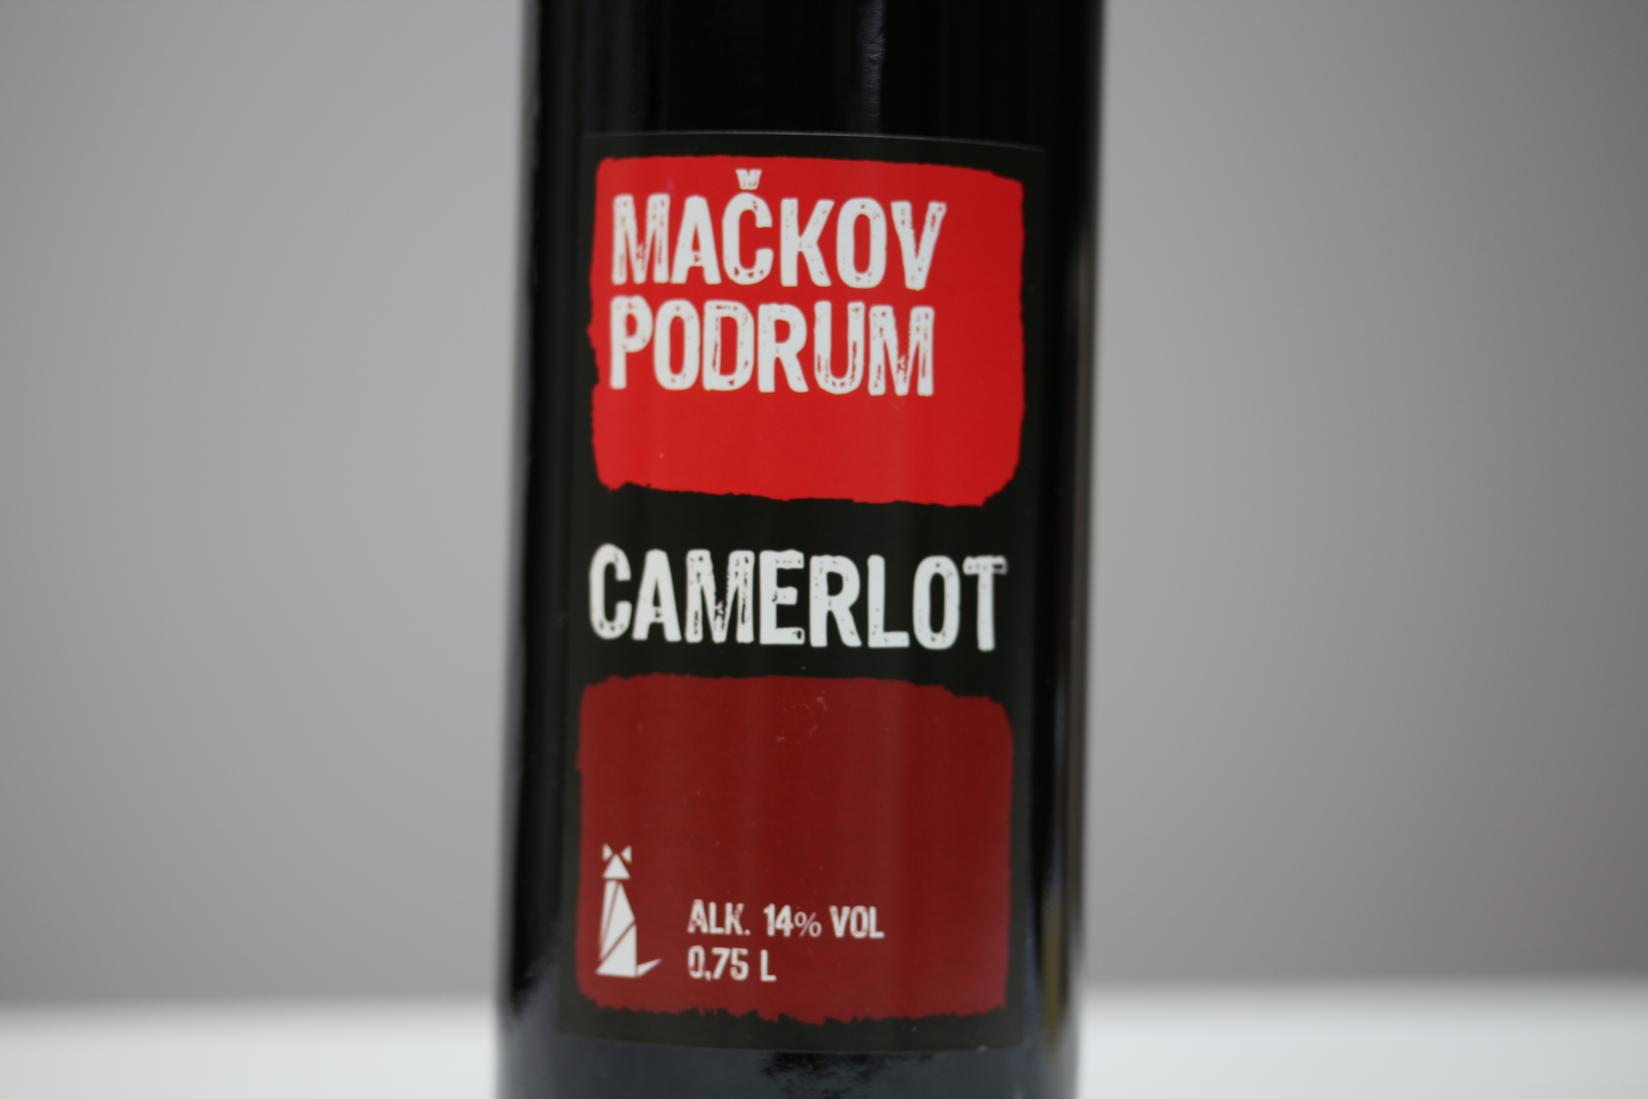 MAČKOV
PODRUM
CAMERLOT
ALK. 14% VOL
0,75 L